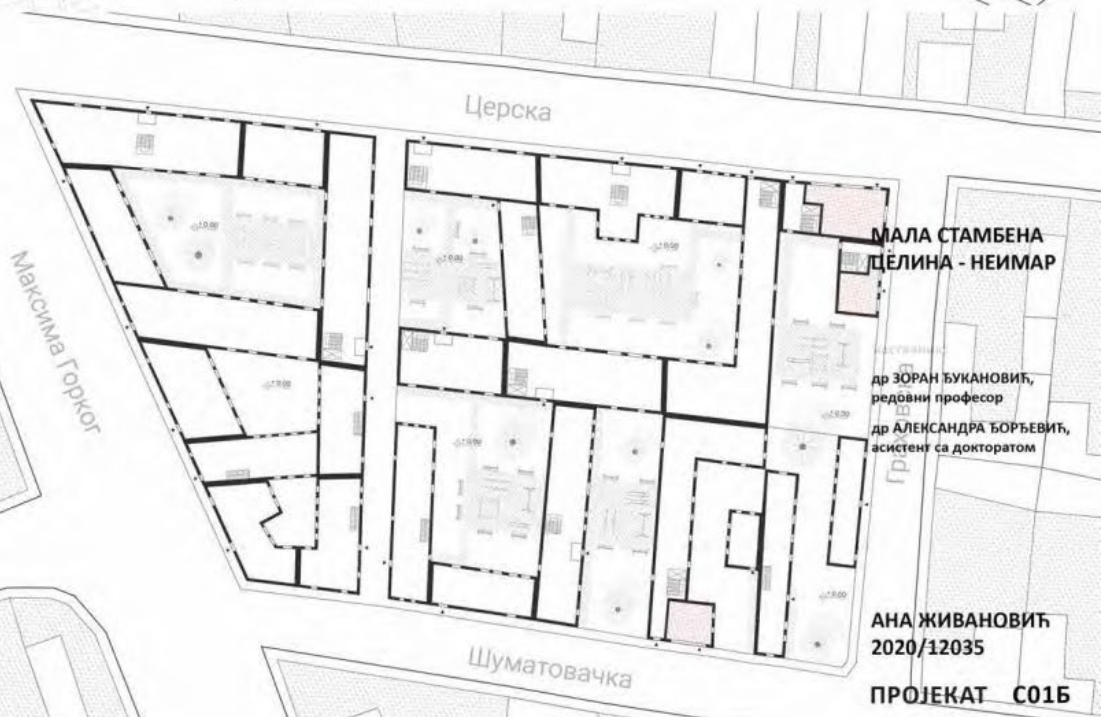 Церска
Максима Горког
МАЛА СТАМБЕНА
ЦЕЛИНА - НЕИМАР
др ЗОРАН ЂУКАНОВИЋ,
редовни професор
др АЛЕКСАНДРА ЂОРЂЕВИЋ,
асистент са докторатом
Граховска
Шуматовачка
АНА ЖИВАНОВИЋ
2020/12035
ПРОЈЕКАТ С01Б